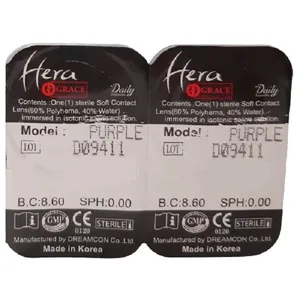 Hera
GRACE Daily
Contents :One(1) sterile Soft Contact
Lens(60% Polyhema, 40% Water)
immersed in isotonic saline solution.
Model : PURPLE
LOT D09411
B.C:8.60 SPH:0.00
GMP CE 0120 STERILE
Manufactured by DREAMCON Co., Ltd.
Made in Korea
Hera
GRACE Daily
Contents :One(1) sterile Soft Contact
Lens(60% Polyhema, 40% Water)
immersed in isotonic saline solution.
Model : PURPLE
LOT D09411
B.C:8.60 SPH:0.00
GMP CE 0120 STERILE
Manufactured by DREAMCON Co., Ltd.
Made in Korea